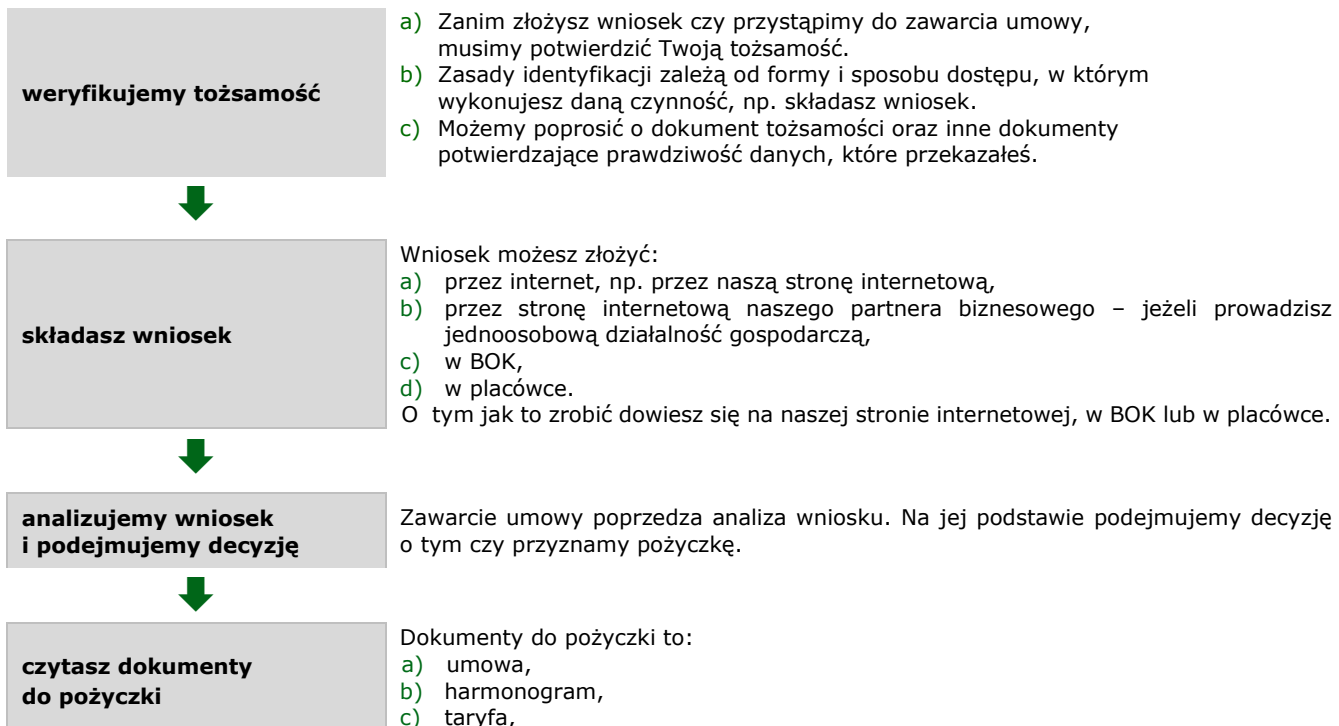 weryfikujemy tożsamość
a) Zanim złożysz wniosek czy przystąpimy do zawarcia umowy,
musimy potwierdzić Twoją tożsamość.
b) Zasady identyfikacji zależą od formy i sposobu dostępu, w którym
wykonujesz daną czynność, np. składasz wniosek.
c) Możemy poprosić o dokument tożsamości oraz inne dokumenty
potwierdzające prawdziwość danych, które przekazałeś.
składasz wniosek
Wniosek możesz złożyć:
a) przez internet, np. przez naszą stronę internetową,
b) przez stronę internetową naszego partnera biznesowego – jeżeli prowadzisz
jednoosobową działalność gospodarczą,
c) w BOK,
d) w placówce.
O tym jak to zrobić dowiesz się na naszej stronie internetowej, w BOK lub w placówce.
analizujemy wniosek
i podejmujemy decyzję
Zawarcie umowy poprzedza analiza wniosku. Na jej podstawie podejmujemy decyzję
o tym czy przyznamy pożyczkę.
czytasz dokumenty
do pożyczki
Dokumenty do pożyczki to:
a) umowa,
b) harmonogram,
c) taryfa,